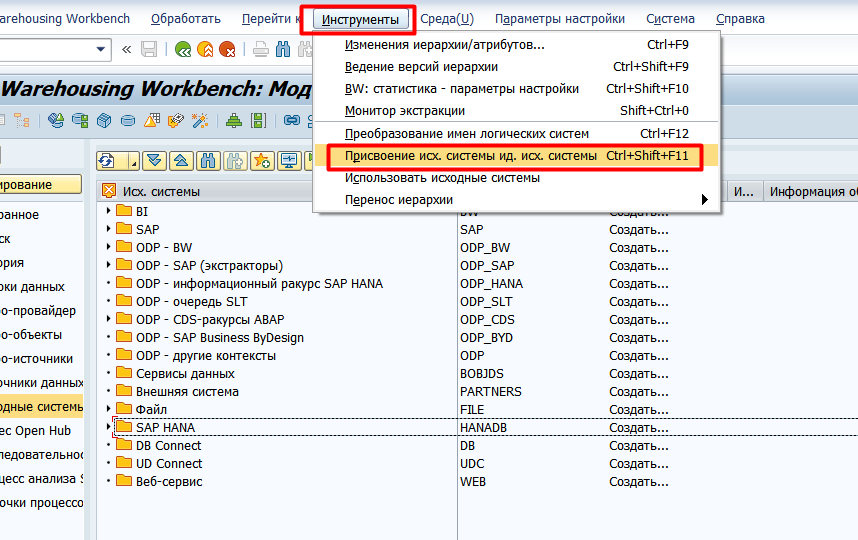 arehousing Workbench Обработать Перейти к Инструменты Среда(U) Параметры настройки Система Справка
Изменения иерархии/атрибутов... Ctrl+F9
Ведение версий иерархии Ctrl+Shift+F9
BW: статистика - параметры настройки Ctrl+Shift+F10
Монитор экстракции Shift+Ctrl+0
Преобразование имен логических систем Ctrl+F12
Присвоение исх. системы ид. исх. системы Ctrl+Shift+F11
Использовать исходные системы
Перенос иерархии
Warehousing Workbench: Мод
ирование
Исх. системы И... Информация об
ранное BI BW Создать...
SAP SAP Создать...
ск ODP - BW ODP_BW Создать...
ория ODP - SAP (экстракторы) ODP_SAP Создать...
оки данных ODP - информационный ракурс SAP HANA ODP_HANA Создать...
о-провайдер ODP - очередь SLT ODP_SLT Создать...
ODP - CDS-ракурсы ABAP ODP_CDS Создать...
о-объекты ODP - SAP Business ByDesign ODP_BYD Создать...
о-источники ODP - другие контексты ODP Создать...
Сервисы данных BOBJDS Создать...
очники данных Внешняя система PARTNERS Создать...
одные системы Файл FILE Создать...
ес Open Hub SAP HANA HANADB Создать...
DB Connect DB Создать...
ледовательнос UD Connect UDC Создать...
цесс анализа S Веб-сервис WEB Создать...
очки процессо